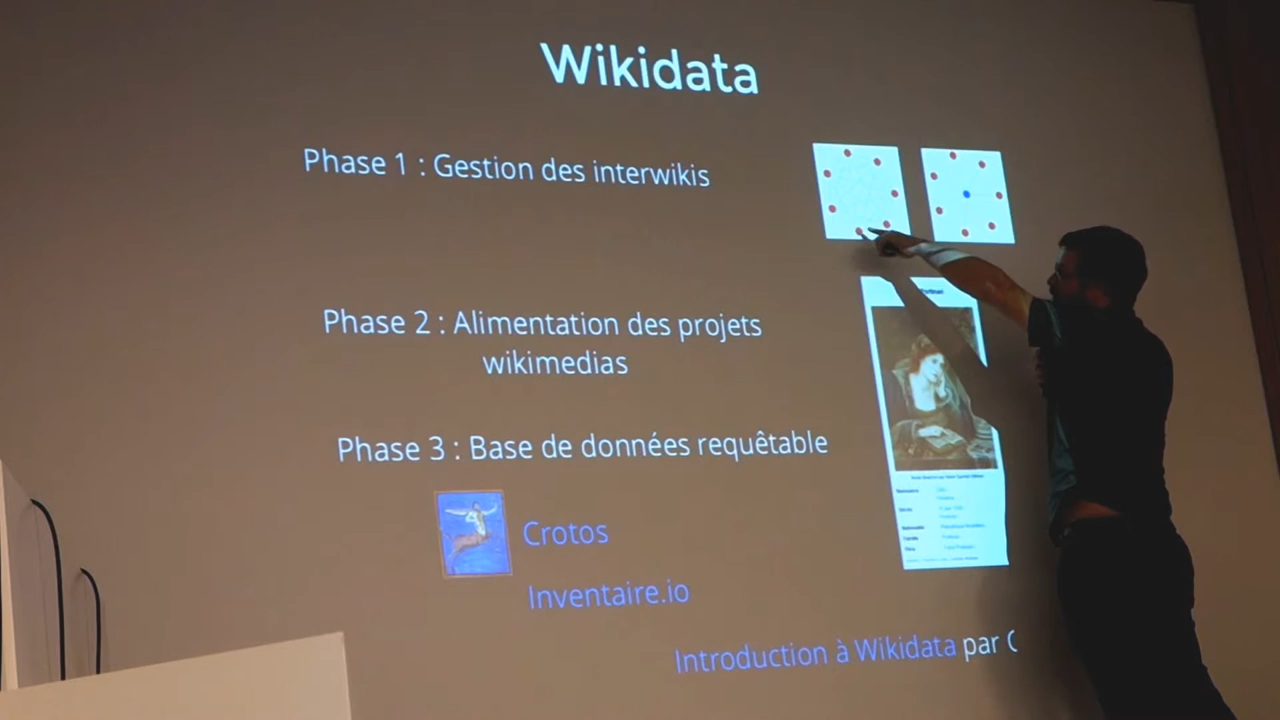 Wikidata
Phase 1 : Gestion des interwikis
Phase 2 : Alimentation des projets
wikimedias
Phase 3 : Base de données requêtable
Crotos
Inventaire.io
Introduction à Wikidata par C